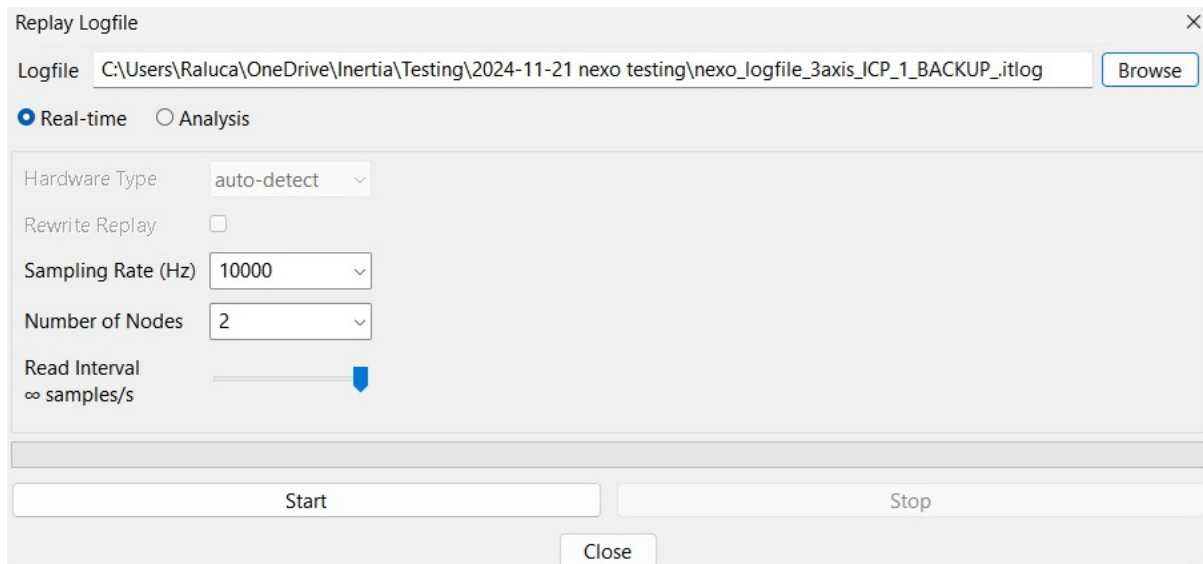 Replay Logfile
Logfile C:\Users\Raluca\OneDrive\Inertia\Testing\2024-11-21 nexo testing\nexo_logfile_3axis_ICP_1_BACKUP_.itlog Browse
Real-time Analysis
Hardware Type auto-detect
Rewrite Replay
Sampling Rate (Hz) 10000
Number of Nodes 2
Read Interval
∞ samples/s
Start Stop
Close